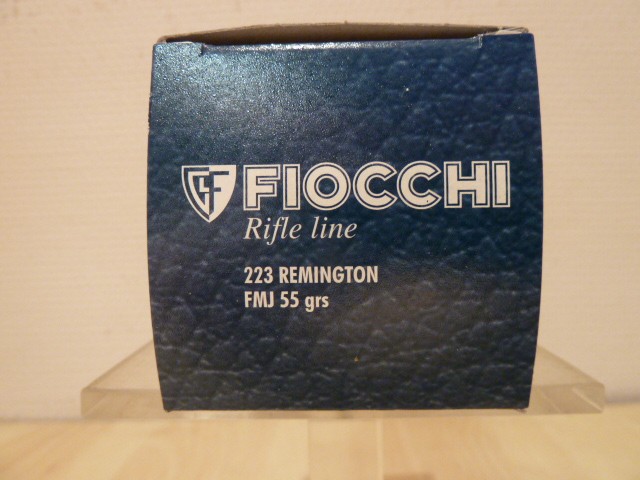 GF FIOCCHI
Rifle line
223 REMINGTON
FMJ 55 grs